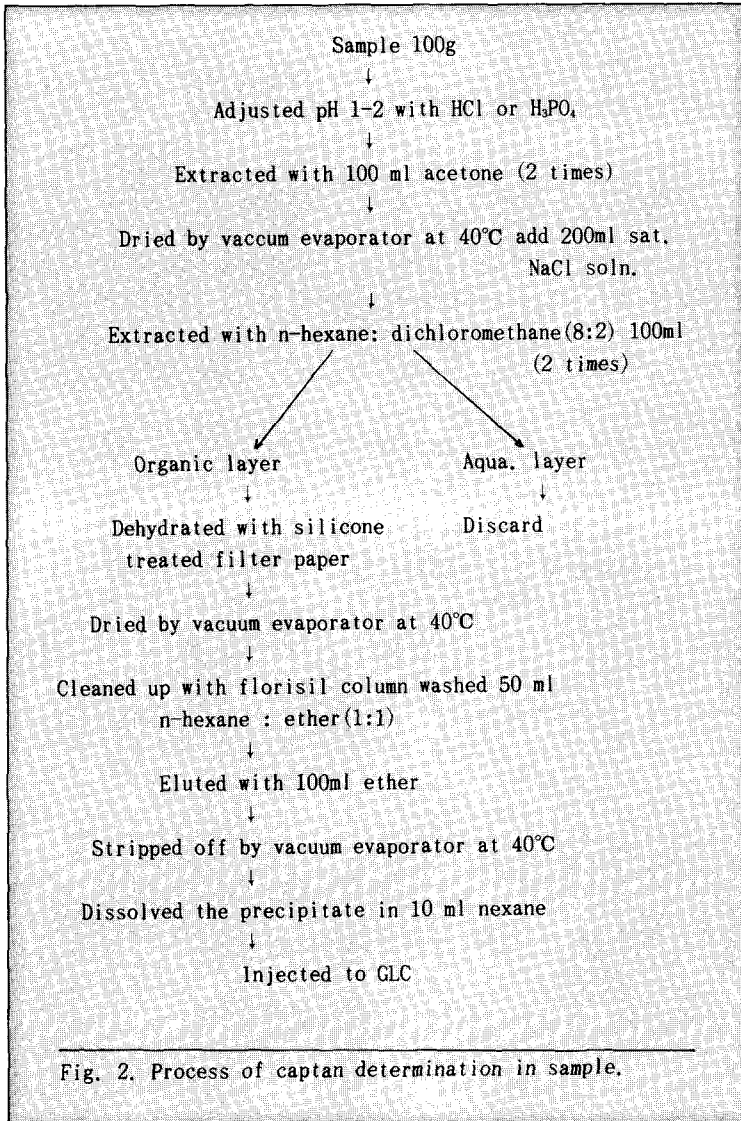 Sample 100g
↓
Adjusted pH 1-2 with HCl or H₃PO₄
↓
Extracted with 100 ml acetone (2 times)
↓
Dried by vaccum evaporator at 40℃ add 200ml sat.
NaCl soln.
↓
Extracted with n-hexane: dichloromethane(8:2) 100ml
(2 times)
Organic layer Aqua. layer
↓ ↓
Dehydrated with silicone Discard
treated filter paper
↓
Dried by vacuum evaporator at 40℃
↓
Cleaned up with florisil column washed 50 ml
n-hexane : ether(1:1)
↓
Eluted with 100ml ether
↓
Stripped off by vacuum evaporator at 40℃
↓
Dissolved the precipitate in 10 ml nexane
↓
Injected to GLC
Fig. 2. Process of captan determination in sample.